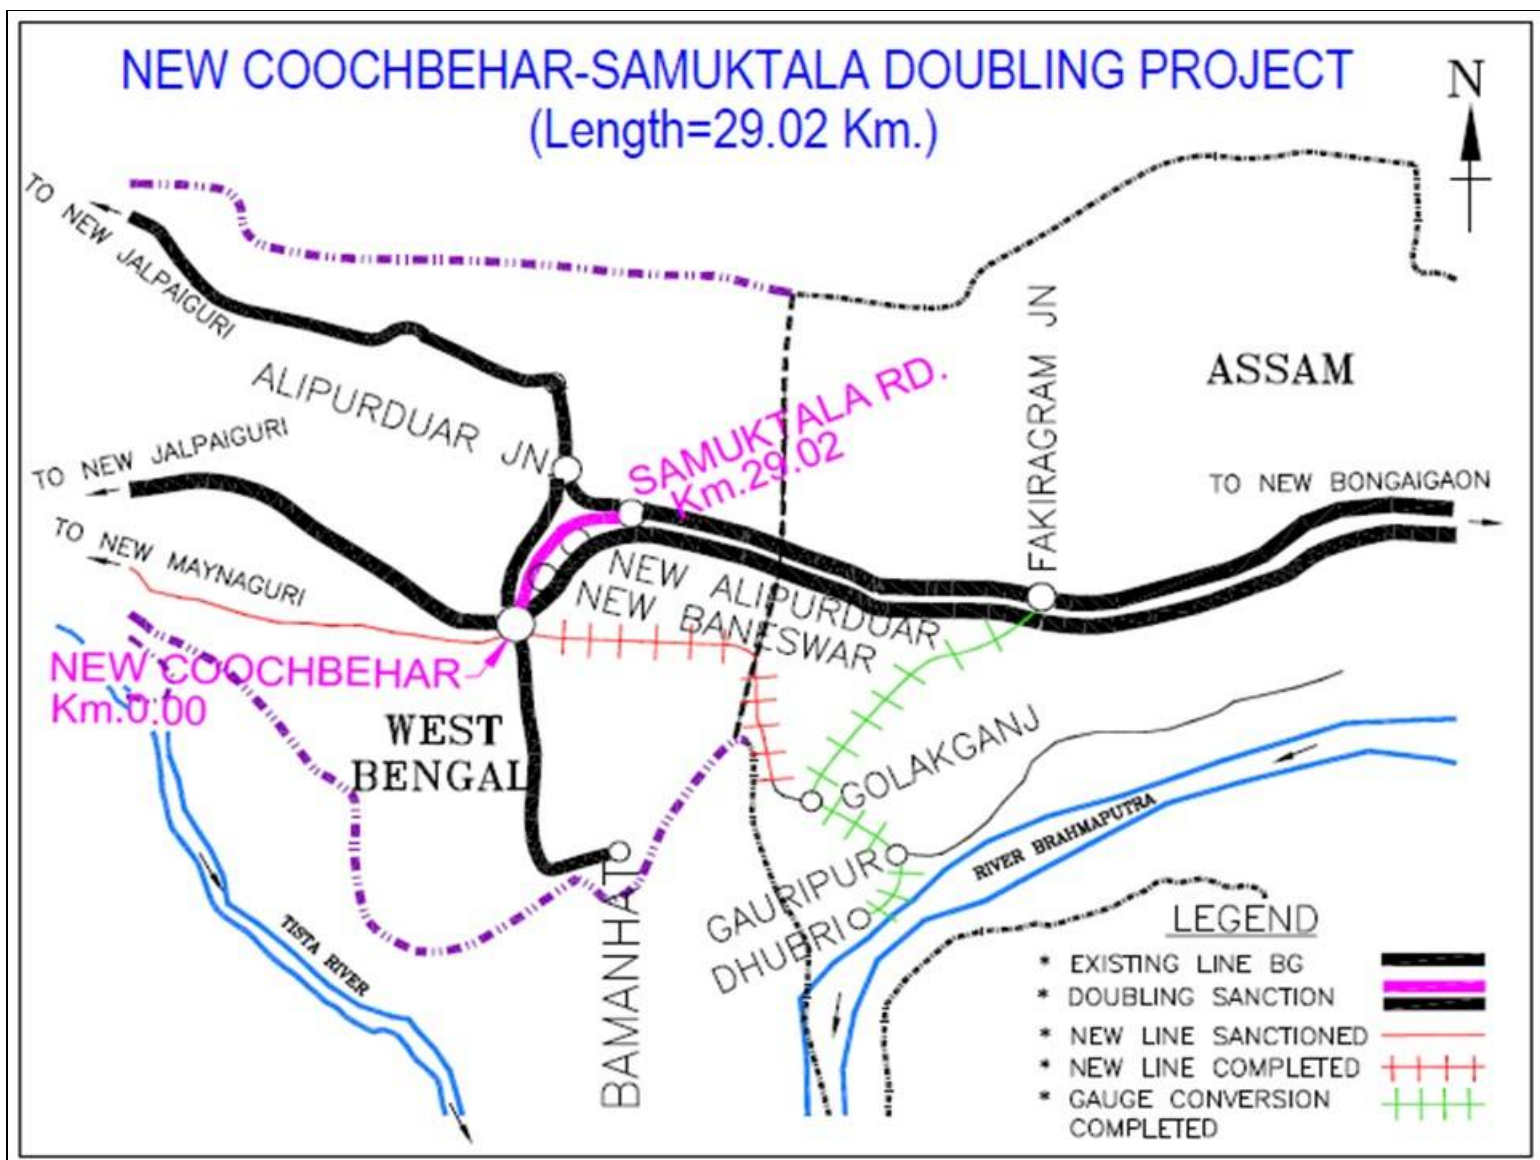 NEW COOCHBEHAR-SAMUKTALA DOUBLING PROJECT
(Length=29.02 Km.)
N
TO NEW JALPAIGURI
ALIPURDUAR JN.
SAMUKTALA RD.
Km.29.02
FAKIRAGRAM JN
ASSAM
TO NEW JALPAIGURI
TO NEW BONGAIGAON
TO NEW MAYNAGURI
NEW ALIPURDUAR
NEW BANESWAR
NEW COOCHBEHAR
Km.0.00
WEST
BENGAL
GOLAKGANJ
RIVER BRAHMAPUTRA
GAURIPUR
DHUBRI
BAMANHAT
TISTA RIVER
LEGEND
* EXISTING LINE BG
* DOUBLING SANCTION
* NEW LINE SANCTIONED
* NEW LINE COMPLETED
* GAUGE CONVERSION
COMPLETED